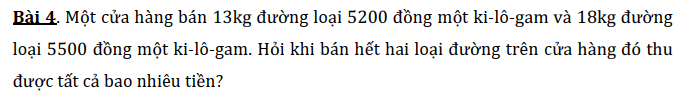 Bài 4. Một cửa hàng bán 13kg đường loại 5200 đồng một ki-lô-gam và 18kg đường
loại 5500 đồng một ki-lô-gam. Hỏi khi bán hết hai loại đường trên cửa hàng đó thu
được tất cả bao nhiêu tiền?